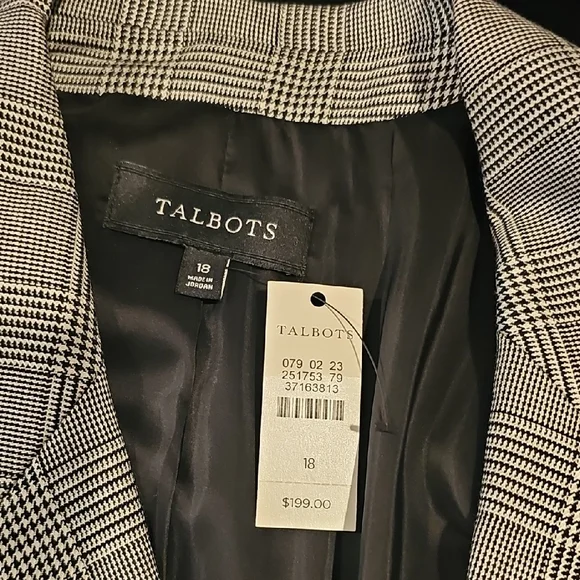 TALBOTS
18
MADE IN
JORDAN
TALBOTS
079 02 23
251753 79
37163813
18
$199.00